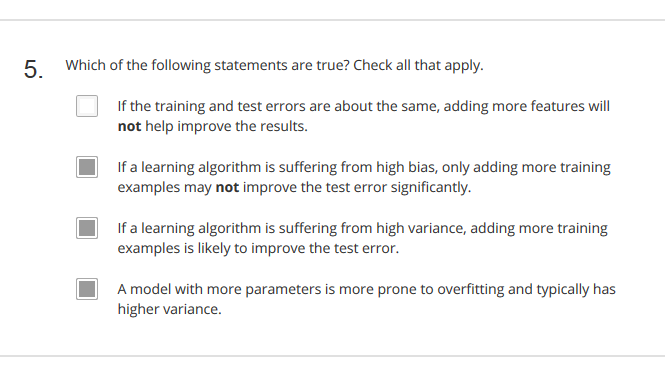 5.
Which of the following statements are true? Check all that apply.
If the training and test errors are about the same, adding more features will
not help improve the results.
If a learning algorithm is suffering from high bias, only adding more training
examples may not improve the test error significantly.
If a learning algorithm is suffering from high variance, adding more training
examples is likely to improve the test error.
A model with more parameters is more prone to overfitting and typically has
higher variance.